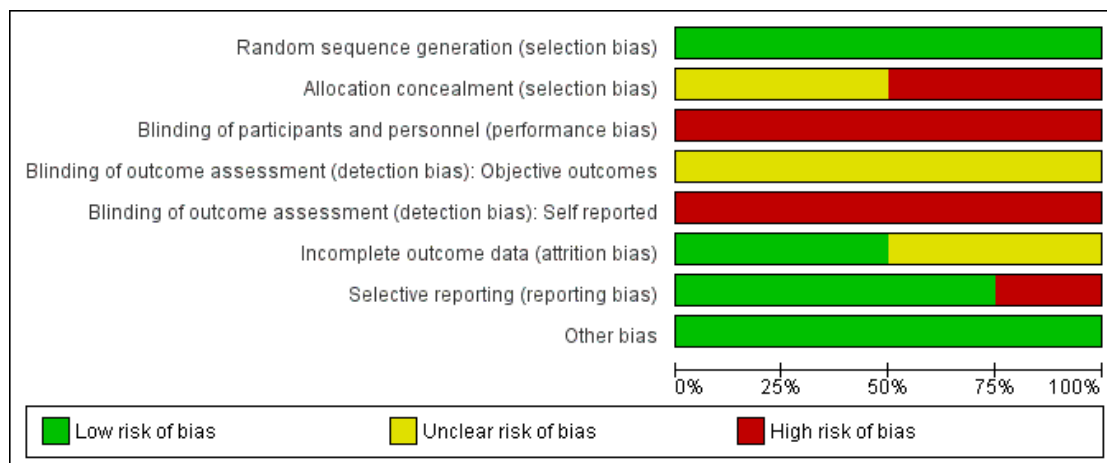 Random sequence generation (selection bias)
Allocation concealment (selection bias)
Blinding of participants and personnel (performance bias)
Blinding of outcome assessment (detection bias): Objective outcomes
Blinding of outcome assessment (detection bias): Self reported
Incomplete outcome data (attrition bias)
Selective reporting (reporting bias)
Other bias
0% 25% 50% 75% 100%
Low risk of bias Unclear risk of bias High risk of bias